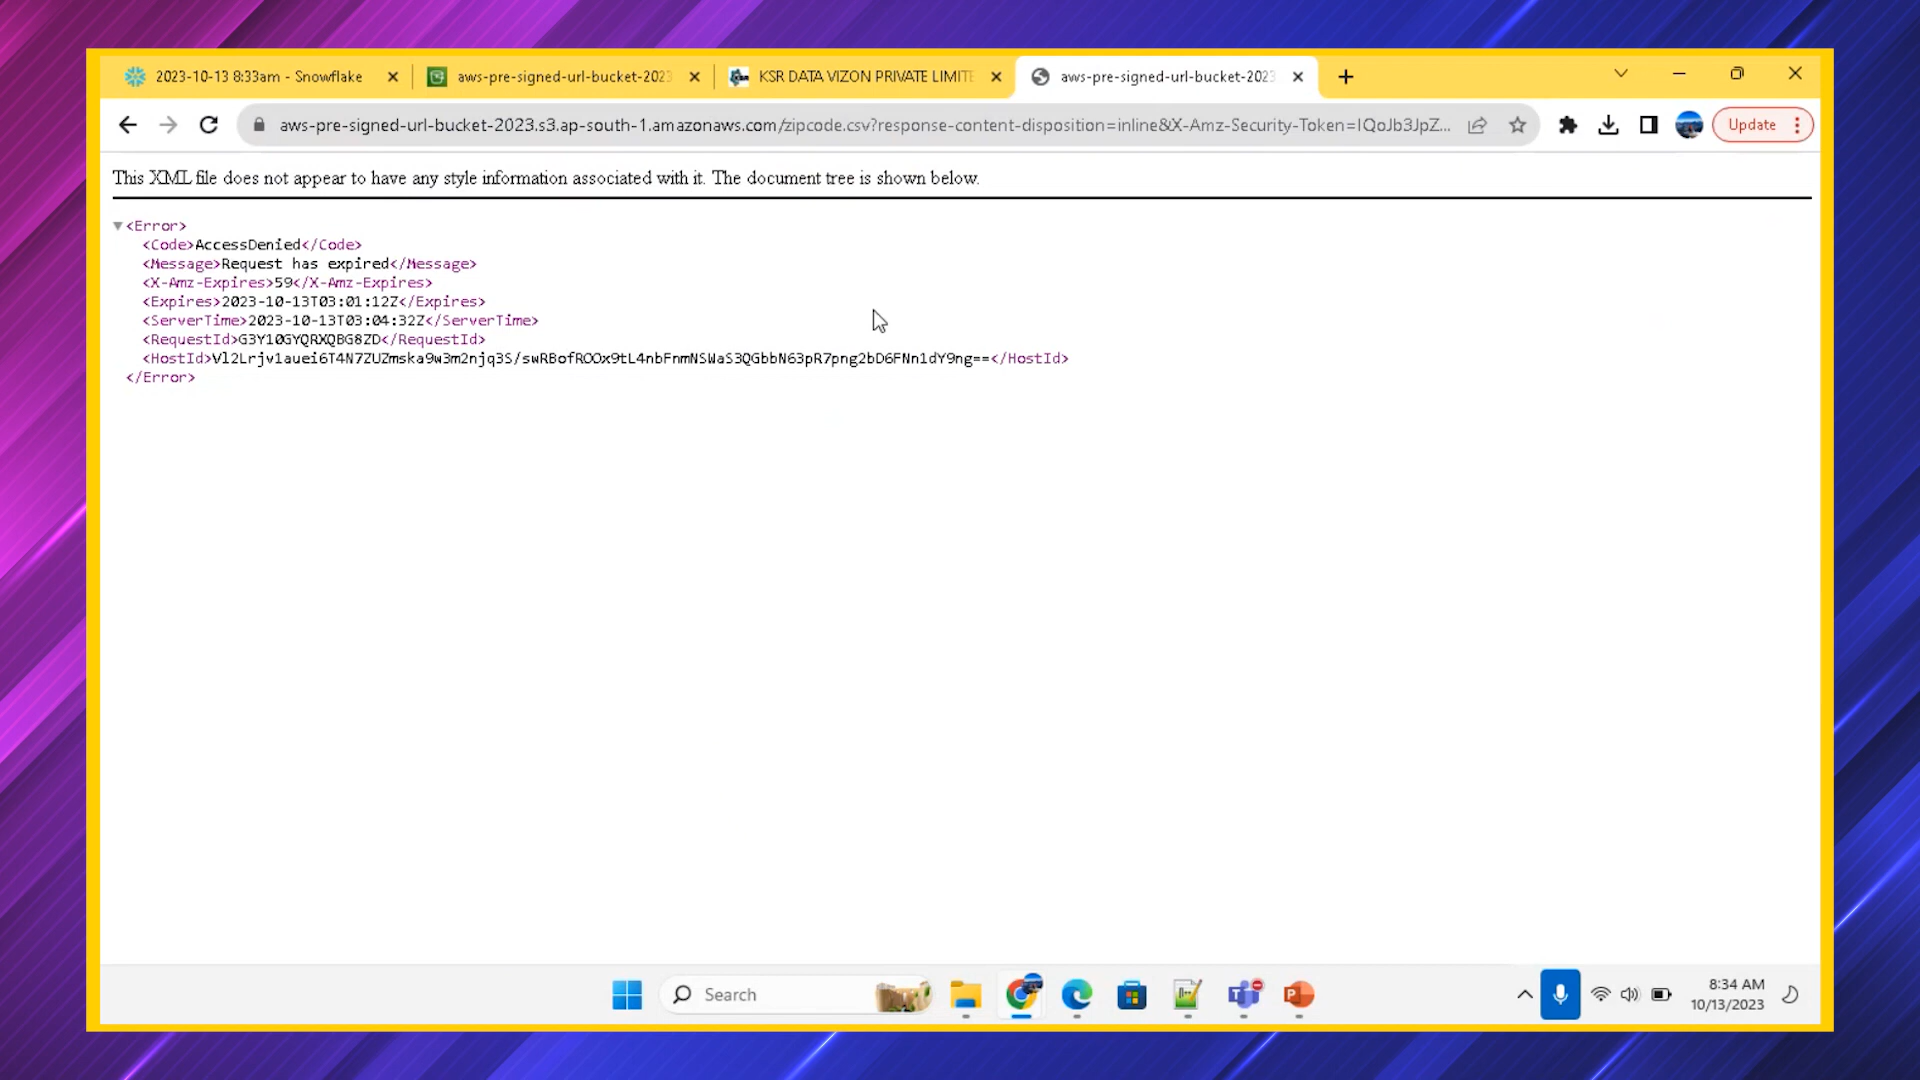 2023-10-13 8:33am - Snowflake
aws-pre-signed-url-bucket-2023
KSR DATA VIZON PRIVATE LIMITE
aws-pre-signed-url-bucket-2023
aws-pre-signed-url-bucket-2023.s3.ap-south-1.amazonaws.com/zipcode.csv?response-content-disposition=inline&X-Amz-Security-Token=IQoJb3JpZ...
Update
This XML file does not appear to have any style information associated with it. The document tree is shown below.
<Error>
<Code>AccessDenied</Code>
<Message>Request has expired</Message>
<X-Amz-Expires>59</X-Amz-Expires>
<Expires>2023-10-13T03:01:12Z</Expires>
<ServerTime>2023-10-13T03:04:32Z</ServerTime>
<RequestId>G3Y10GYQRXQBG8ZD</RequestId>
<HostId>Vl2Lrjv1auei6T4N7ZUZmska9w3m2njq3S/swRBofROOx9tL4nbFnmNSWaS3QGbbN63pR7png2bD6FNn1dY9ng==</HostId>
</Error>
Search
8:34 AM
10/13/2023